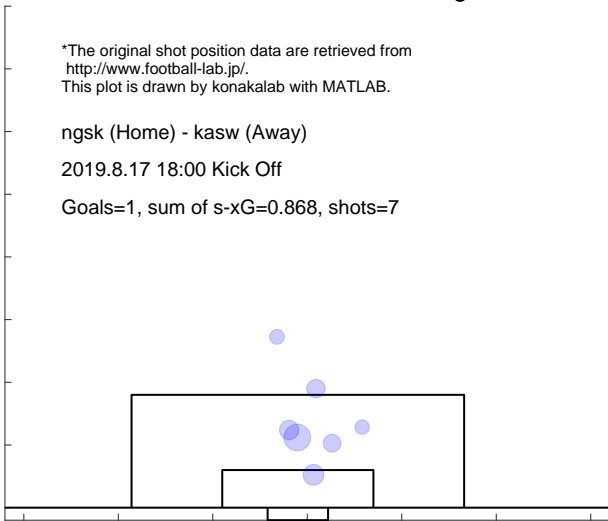 *The original shot position data are retrieved from
http://www.football-lab.jp/.
This plot is drawn by konakalab with MATLAB.
ngsk (Home) - kasw (Away)
2019.8.17 18:00 Kick Off
Goals=1, sum of s-xG=0.868, shots=7